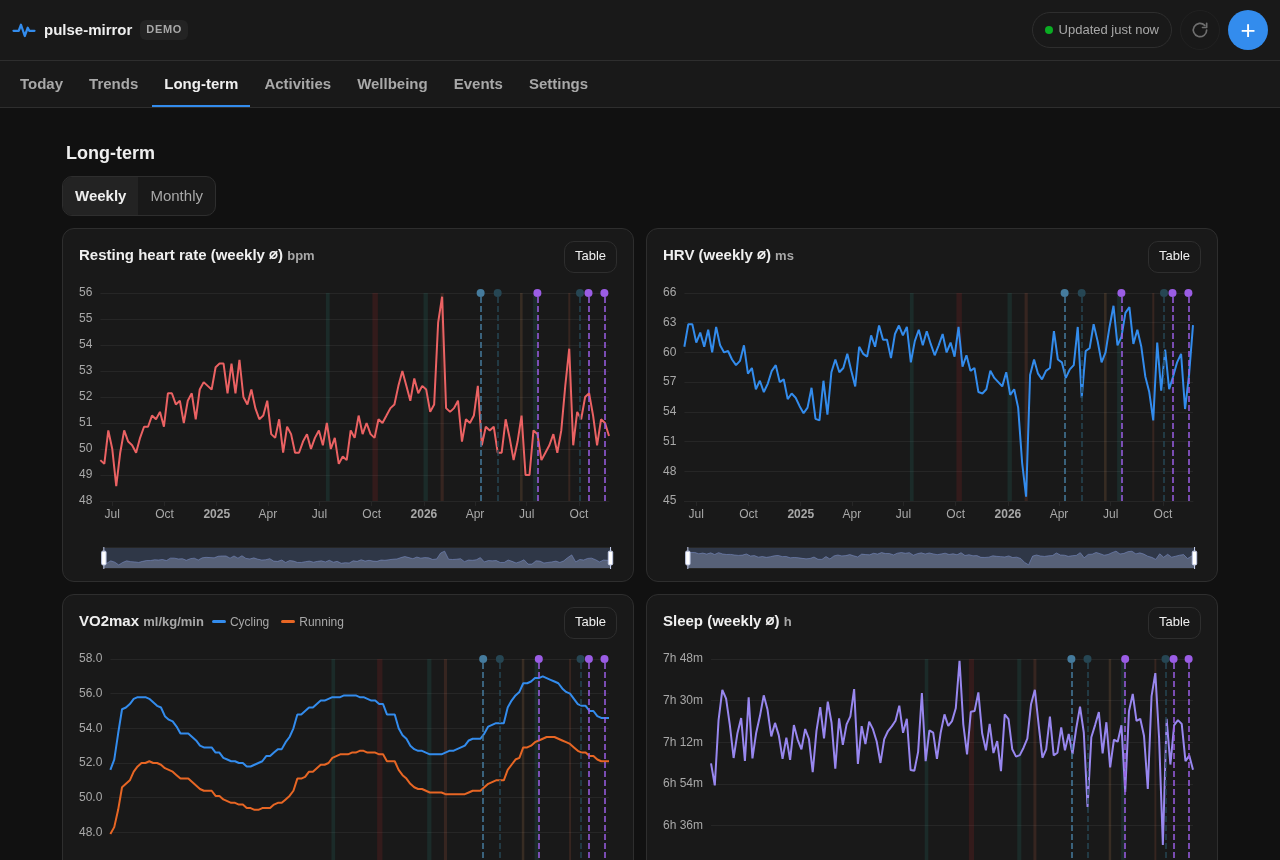 pulse-mirror DEMO Updated just now
Today Trends Long-term Activities Wellbeing Events Settings
Long-term
Weekly Monthly
Resting heart rate (weekly ⌀) bpm Table
56
55
54
53
52
51
50
49
48
Jul Oct 2025 Apr Jul Oct 2026 Apr Jul Oct
HRV (weekly ⌀) ms Table
66
63
60
57
54
51
48
45
Jul Oct 2025 Apr Jul Oct 2026 Apr Jul Oct
VO2max ml/kg/min Cycling Running Table
58.0
56.0
54.0
52.0
50.0
48.0
Sleep (weekly ⌀) h Table
7h 48m
7h 30m
7h 12m
6h 54m
6h 36m